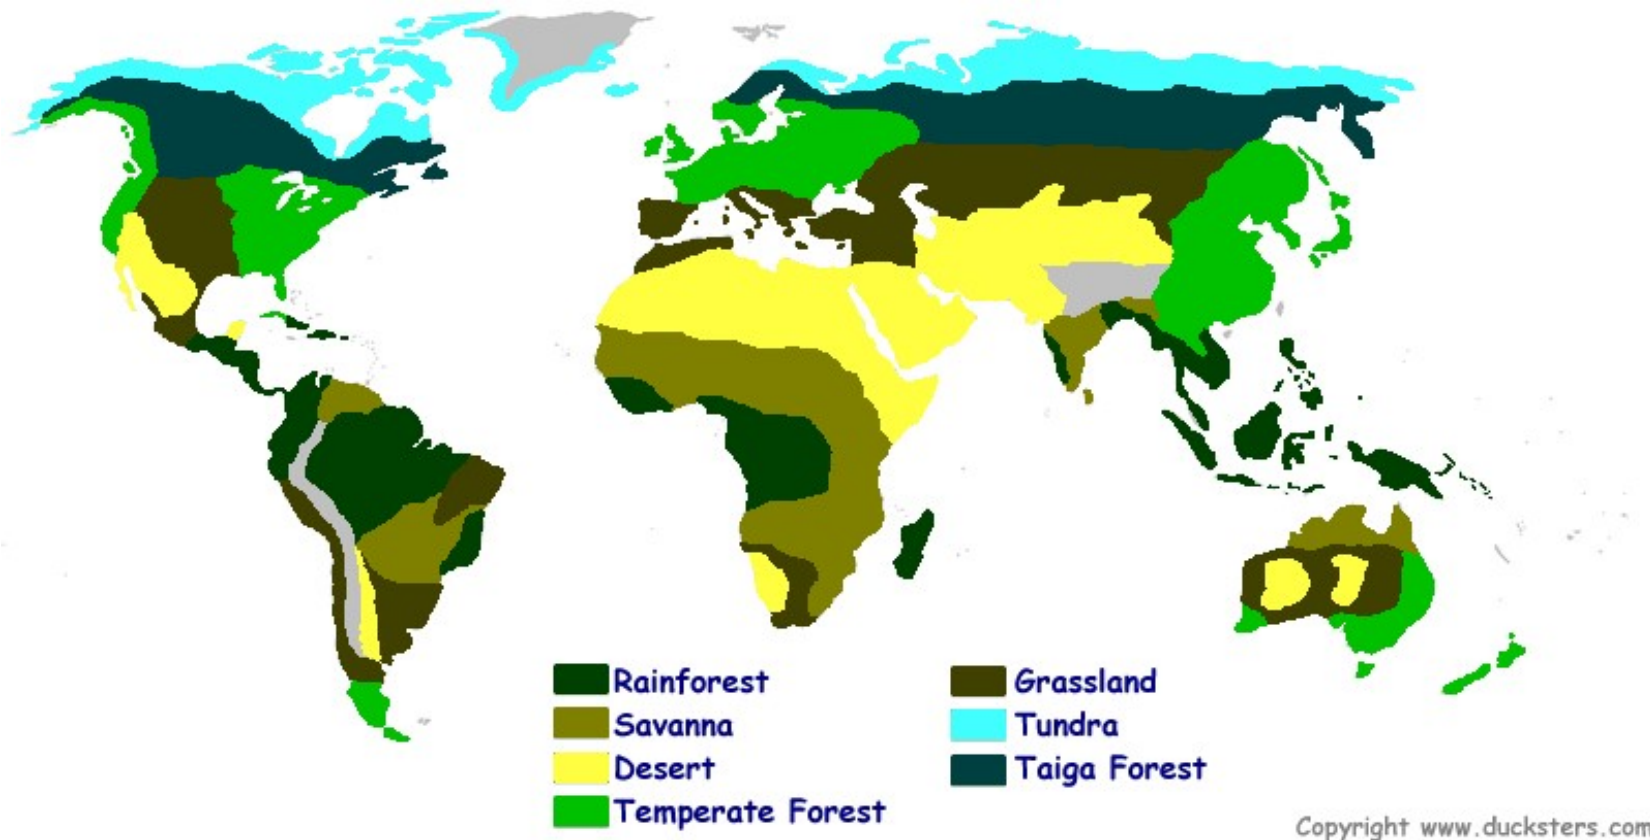 Rainforest
Savanna
Desert
Temperate Forest
Grassland
Tundra
Taiga Forest
Copyright www.ducksters.com